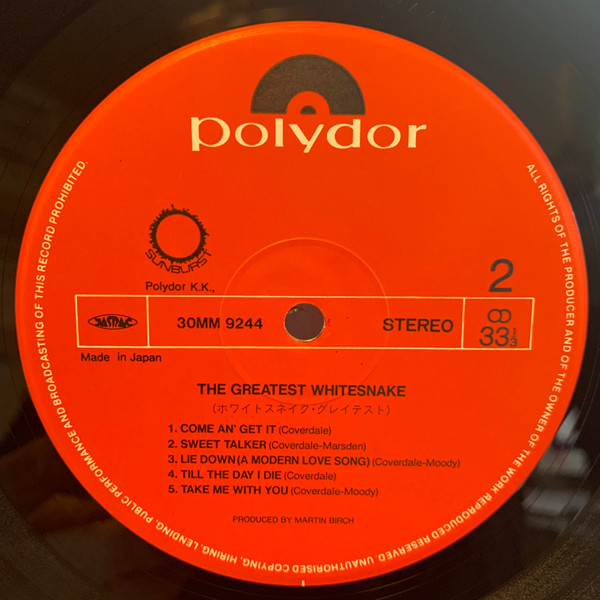 polydor
SUNBURST
Polydor K.K.,
2
JASRAC
30MM 9244
STEREO
33 1/3
Made in Japan
THE GREATEST WHITESNAKE
(ホワイトスネイク・グレイテスト)
1. COME AN' GET IT (Coverdale)
2. SWEET TALKER (Coverdale-Marsden)
3. LIE DOWN (A MODERN LOVE SONG) (Coverdale-Moody)
4. TILL THE DAY I DIE (Coverdale)
5. TAKE ME WITH YOU (Coverdale-Moody)
PRODUCED BY MARTIN BIRCH
ALL RIGHTS OF THE PRODUCER AND OF THE OWNER OF THE WORK REPRODUCED RESERVED. UNAUTHORISED COPYING, HIRING, LENDING, PUBLIC PERFORMANCE AND BROADCASTING OF THIS RECORD PROHIBITED.